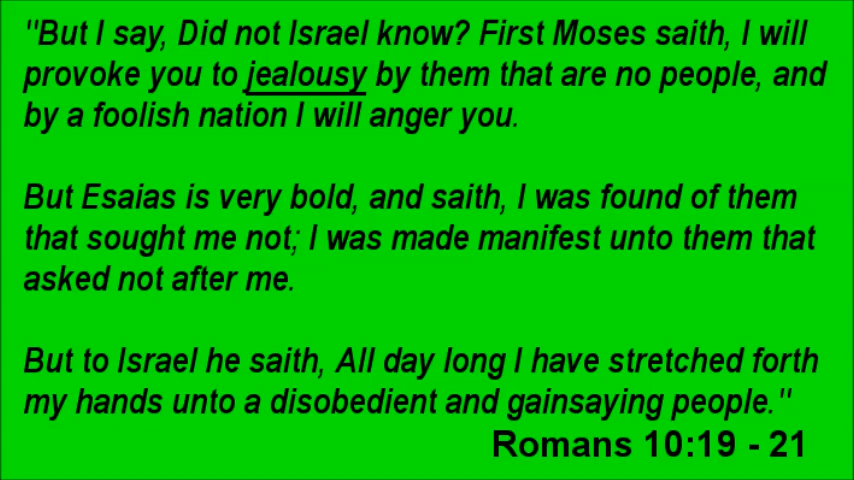 "But I say, Did not Israel know? First Moses saith, I will
provoke you to jealousy by them that are no people, and
by a foolish nation I will anger you.
But Esaias is very bold, and saith, I was found of them
that sought me not; I was made manifest unto them that
asked not after me.
But to Israel he saith, All day long I have stretched forth
my hands unto a disobedient and gainsaying people."
Romans 10:19 - 21